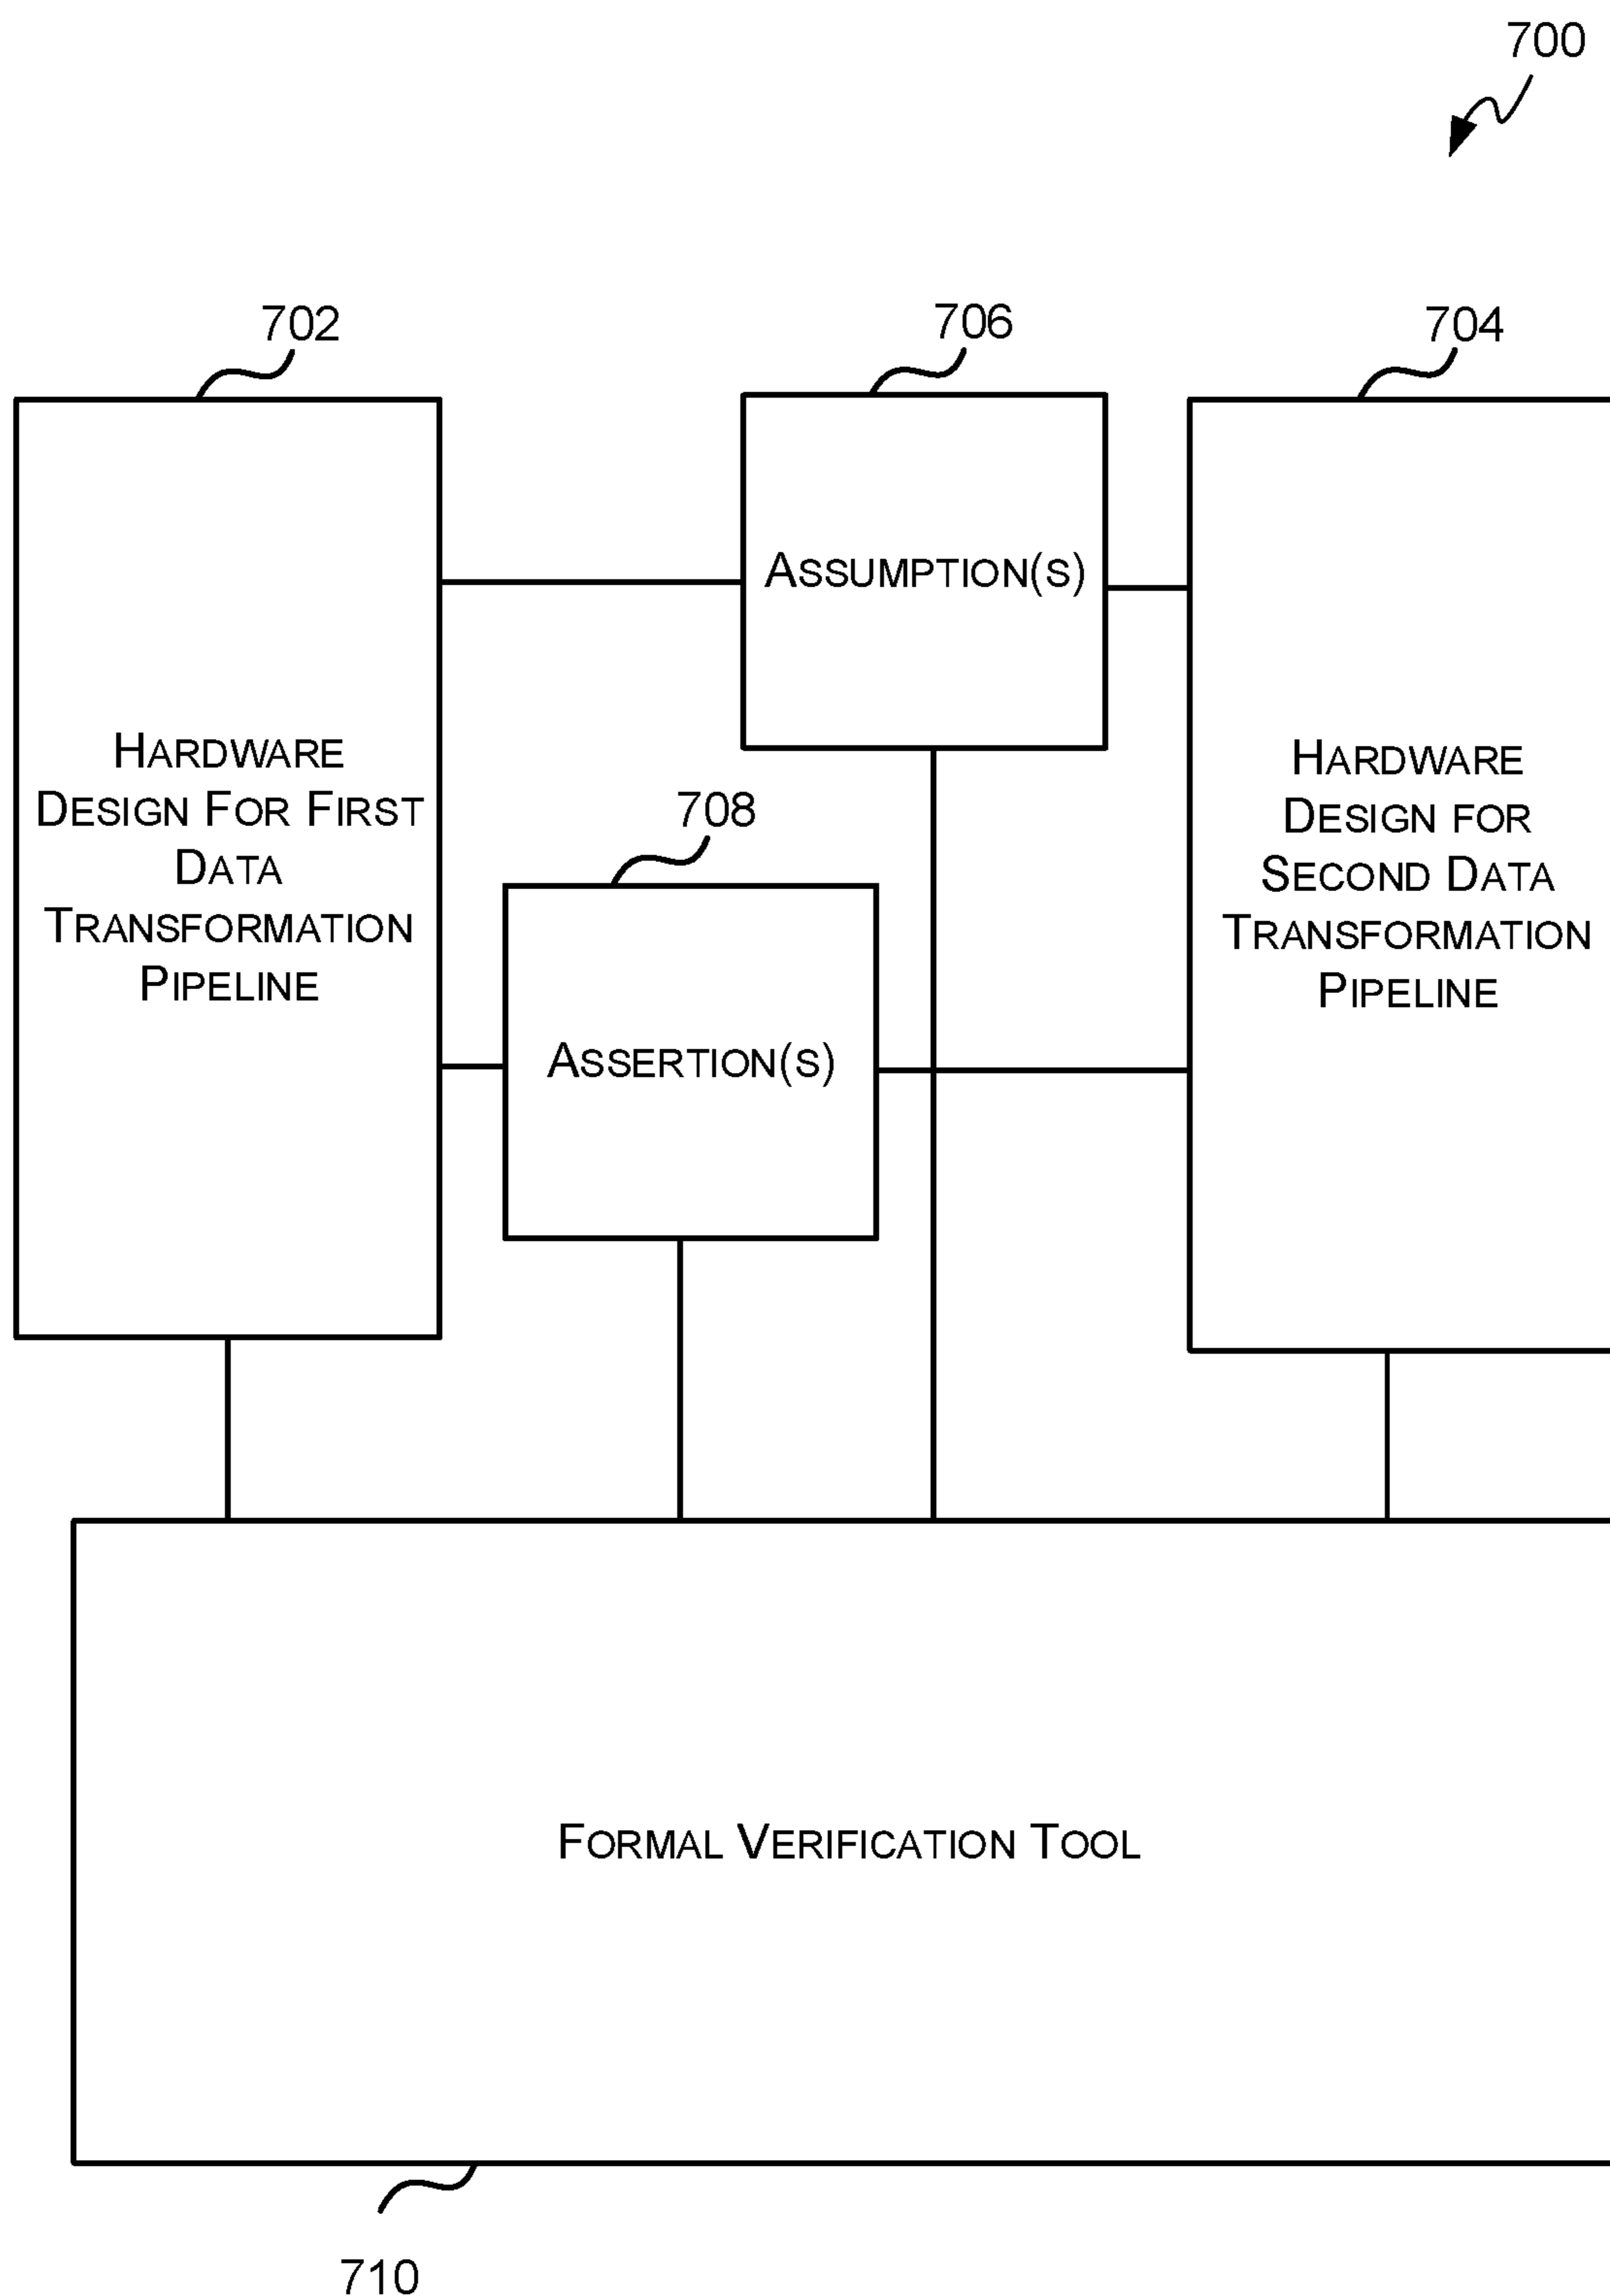 700
702
706
704
HARDWARE
DESIGN FOR FIRST
DATA
TRANSFORMATION
PIPELINE
ASSUMPTION(S)
HARDWARE
DESIGN FOR
SECOND DATA
TRANSFORMATION
PIPELINE
708
ASSERTION(S)
FORMAL VERIFICATION TOOL
710